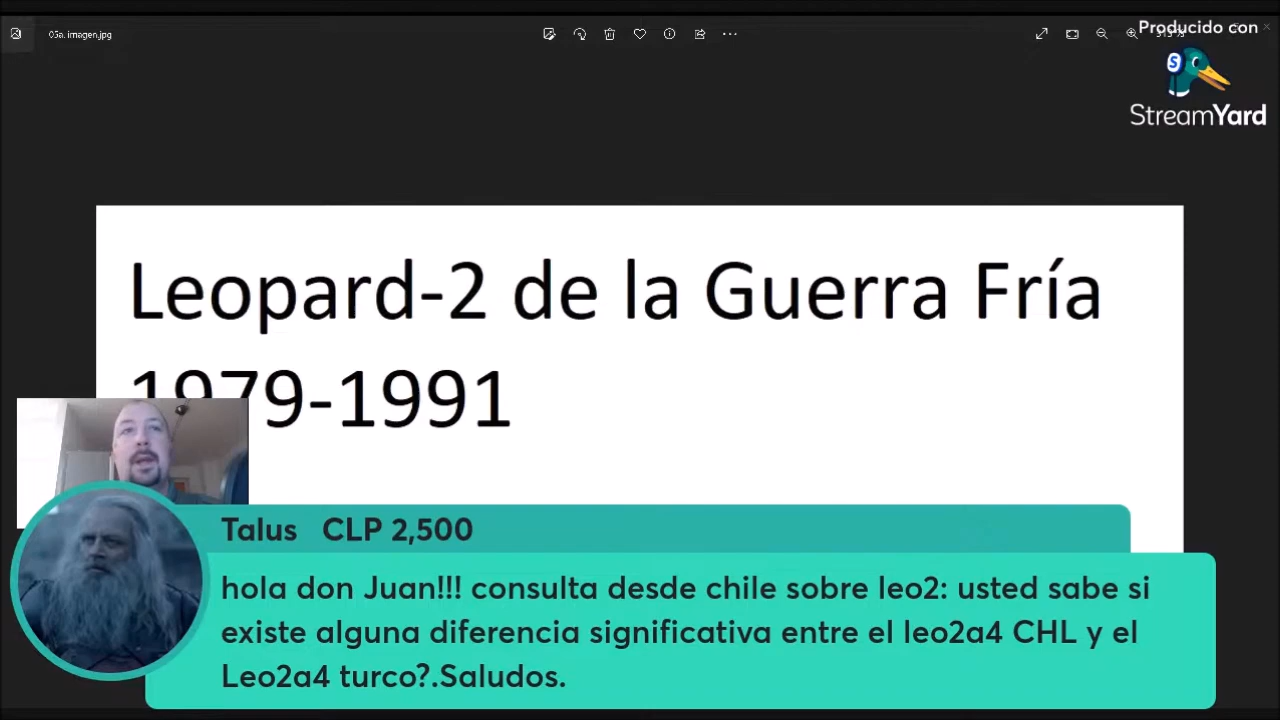 05a. imagen.jpg
Producido con
StreamYard
Leopard-2 de la Guerra Fría
1979-1991
Talus CLP 2,500
hola don Juan!!! consulta desde chile sobre leo2: usted sabe si
existe alguna diferencia significativa entre el leo2a4 CHL y el
Leo2a4 turco?.Saludos.